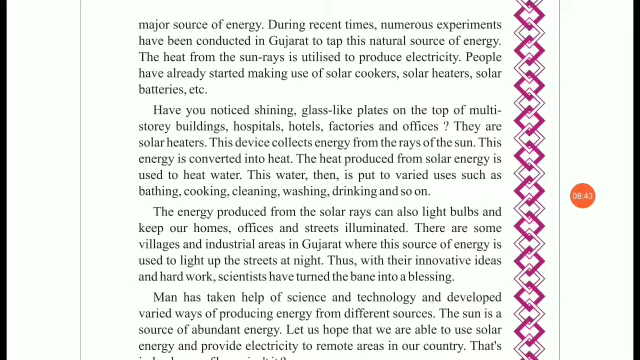 major source of energy. During recent times, numerous experiments
have been conducted in Gujarat to tap this natural source of energy.
The heat from the sun-rays is utilised to produce electricity. People
have already started making use of solar cookers, solar heaters, solar
batteries, etc.
Have you noticed shining, glass-like plates on the top of multi-
storey buildings, hospitals, hotels, factories and offices ? They are
solar heaters. This device collects energy from the rays of the sun. This
energy is converted into heat. The heat produced from solar energy is
used to heat water. This water, then, is put to varied uses such as
bathing, cooking, cleaning, washing, drinking and so on.
The energy produced from the solar rays can also light bulbs and
keep our homes, offices and streets illuminated. There are some
villages and industrial areas in Gujarat where this source of energy is
used to light up the streets at night. Thus, with their innovative ideas
and hard work, scientists have turned the bane into a blessing.
Man has taken help of science and technology and developed
varied ways of producing energy from different sources. The sun is a
source of abundant energy. Let us hope that we are able to use solar
energy and provide electricity to remote areas in our country. That's
08:43